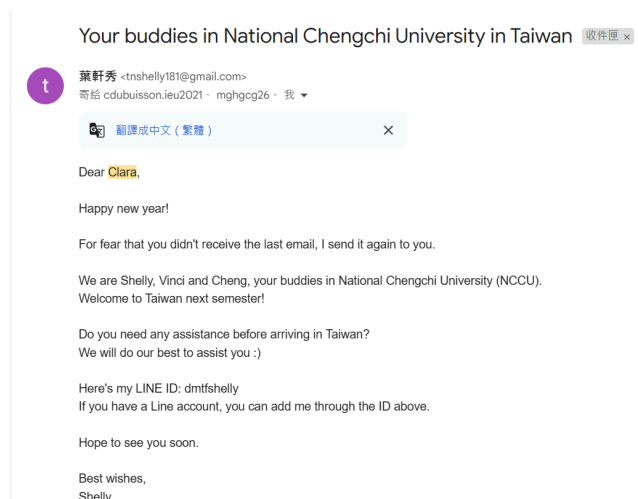 Your buddies in National Chengchi University in Taiwan 收件匣 ×
t
葉軒秀 <tnshelly181@gmail.com>
寄給 cdubuisson.ieu2021、 mghgcg26、 我
翻譯成中文（繁體）
Dear Clara,
Happy new year!
For fear that you didn't receive the last email, I send it again to you.
We are Shelly, Vinci and Cheng, your buddies in National Chengchi University (NCCU).
Welcome to Taiwan next semester!
Do you need any assistance before arriving in Taiwan?
We will do our best to assist you :)
Here's my LINE ID: dmtfshelly
If you have a Line account, you can add me through the ID above.
Hope to see you soon.
Best wishes,
Shelly